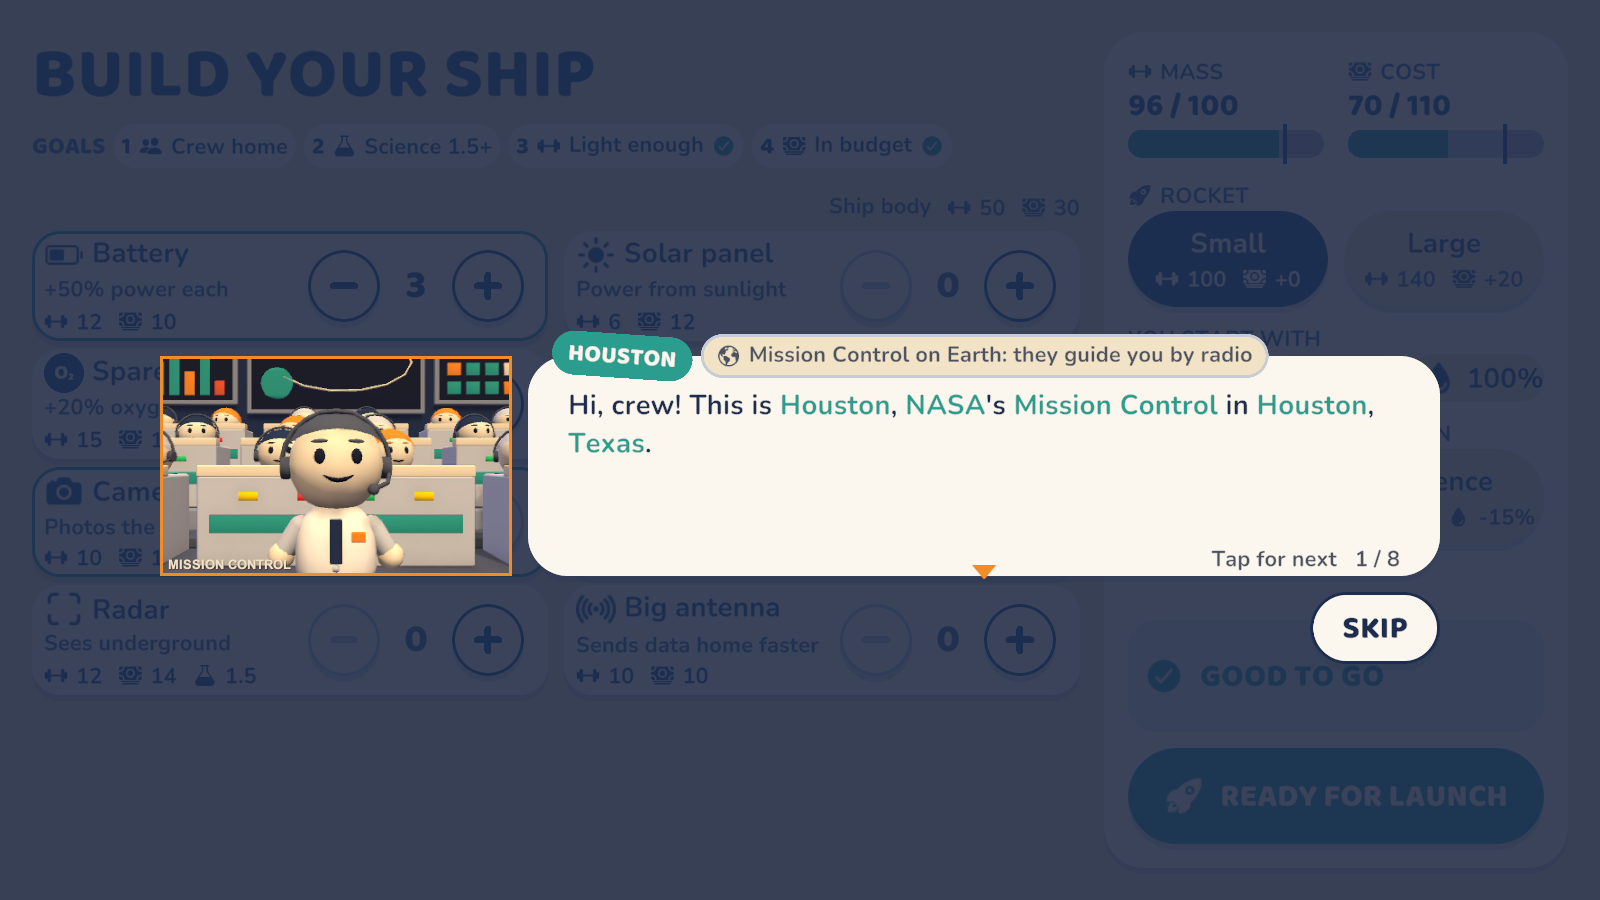 BUILD YOUR SHIP
GOALS 1 Crew home 2 Science 1.5+ 3 Light enough 4 In budget
Ship body 50 30
Battery
+50% power each
12 10
3
Solar panel
Power from sunlight
6 12
0
O₂ Spare
+20%
15
Photos the
10
Radar
Sees underground
12 14 1.5
0
Big antenna
Sends data home faster
10 10
0
MASS
96 / 100
COST
70 / 110
ROCKET
Small
100 +0
Large
140 +20
WITH
100%
-15%
HOUSTON
Mission Control on Earth: they guide you by radio
Hi, crew! This is Houston, NASA's Mission Control in Houston,
Texas.
Tap for next 1 / 8
MISSION CONTROL
SKIP
GOOD TO GO
READY FOR LAUNCH